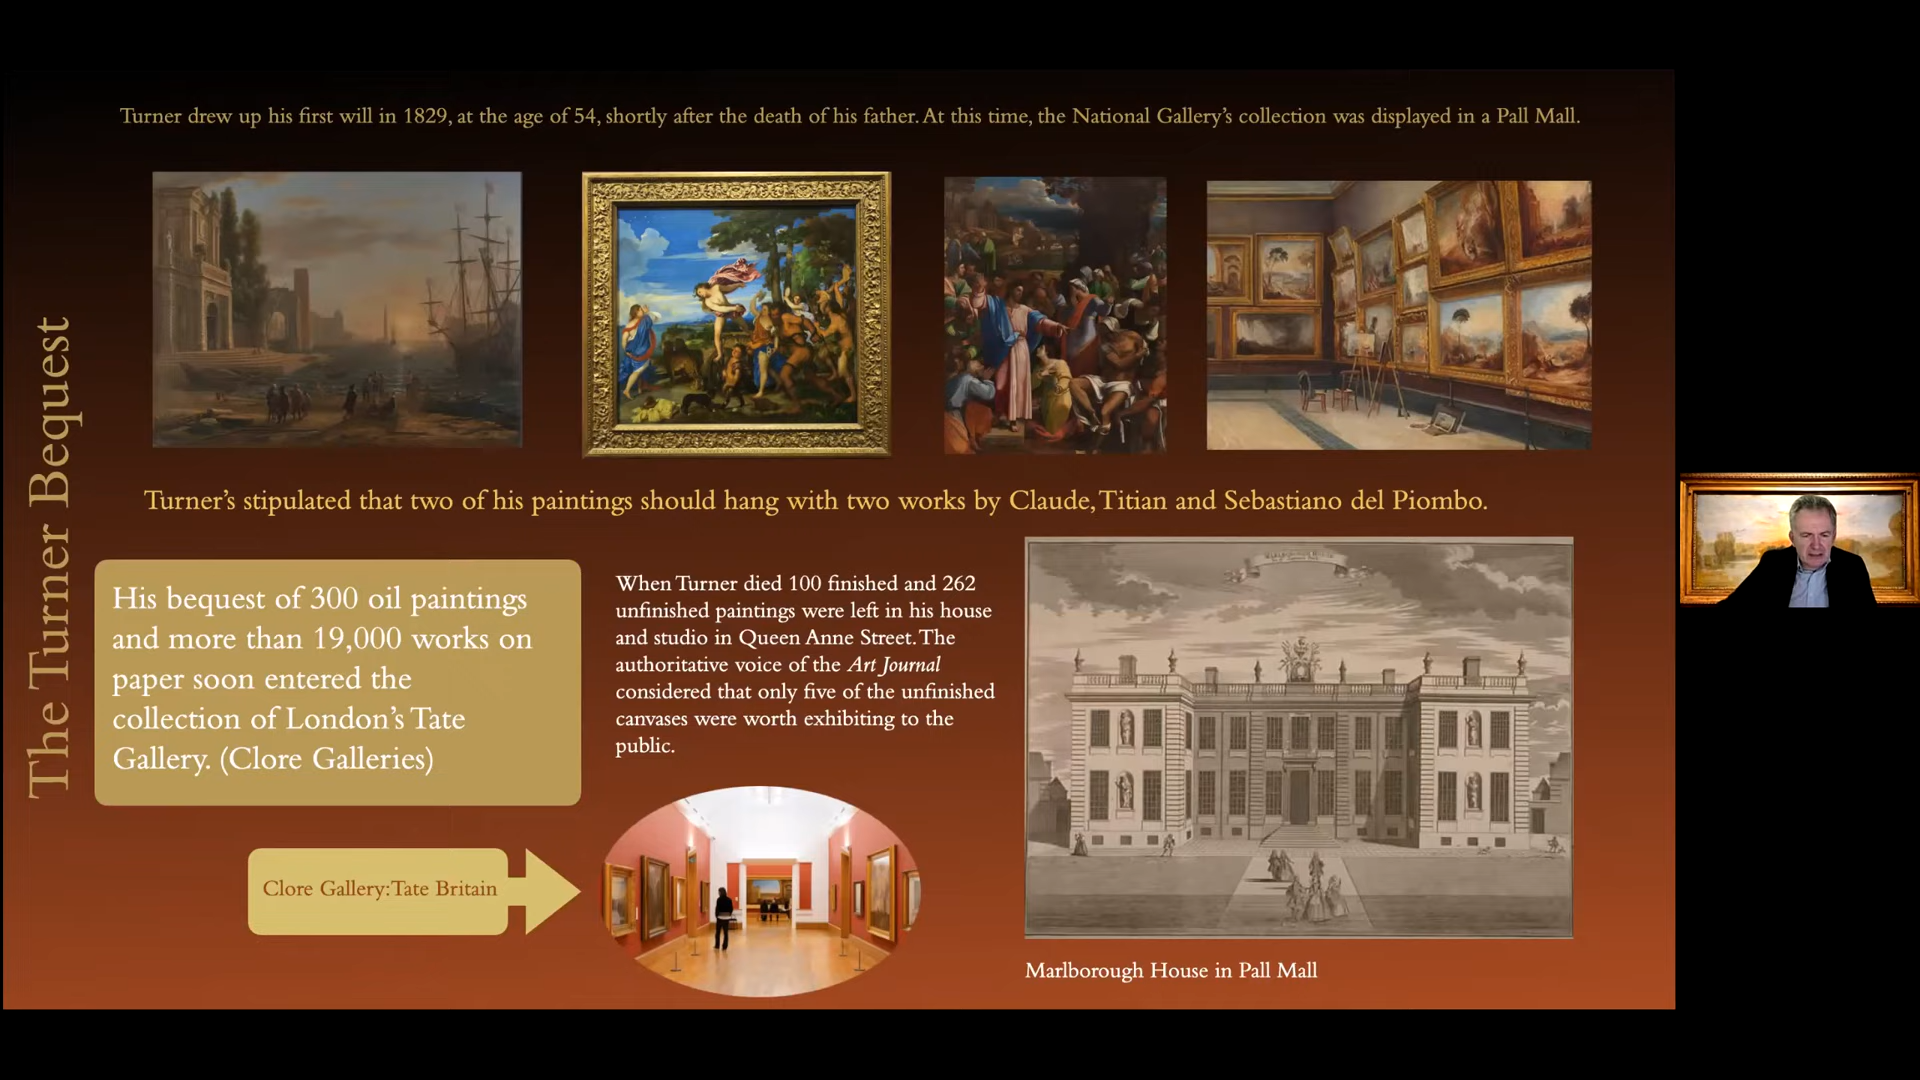 Turner drew up his first will in 1829, at the age of 54, shortly after the death of his father. At this time, the National Gallery's collection was displayed in a Pall Mall.
The Turner Bequest
Turner's stipulated that two of his paintings should hang with two works by Claude, Titian and Sebastiano del Piombo.
His bequest of 300 oil paintings
and more than 19,000 works on
paper soon entered the
collection of London's Tate
Gallery. (Clore Galleries)
When Turner died 100 finished and 262
unfinished paintings were left in his house
and studio in Queen Anne Street. The
authoritative voice of the Art Journal
considered that only five of the unfinished
canvases were worth exhibiting to the
public.
Clore Gallery: Tate Britain
Marlborough House in Pall Mall